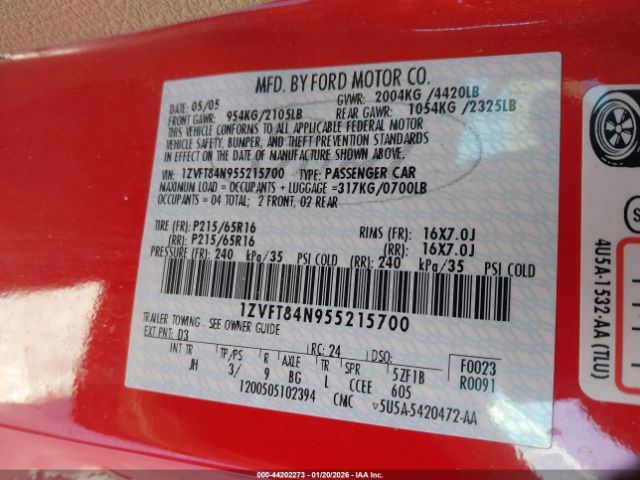 MFD. BY FORD MOTOR CO.
DATE: 05/05 GVWR: 2004KG /4420LB
FRONT GAWR: 954KG/2105LB REAR GAWR: 1054KG /2325LB
THIS VEHICLE CONFORMS TO ALL APPLICABLE FEDERAL MOTOR
VEHICLE SAFETY, BUMPER, AND THEFT PREVENTION STANDARDS
IN EFFECT ON THE DATE OF MANUFACTURE SHOWN ABOVE.
VIN: 1ZVFT84N955215700 TYPE: PASSENGER CAR
MAXIMUM LOAD = OCCUPANTS + LUGGAGE =317KG/0700LB
OCCUPANTS = 04 TOTAL; 2 FRONT, 02 REAR
TIRE (FR): P215/65R16 RIMS (FR): 16X7.0J
(RR): P215/65R16 (RR): 16X7.0J
PRESSURE (FR): 240 kPa/35 PSI COLD (RR): 240 kPa/35 PSI COLD
1ZVFT84N955215700
TRAILER TOWING - SEE OWNER GUIDE
EXT PNT: D3 RC: 24 DSO:
INT TR TP/PS R AXLE TR SPR 5ZF1B F0023
JH 3/ 9 BG L CCEE 605 R0091
1200505102394 CMC ▽5U5A-5420472-AA
4U5A-1532-AA (TLU)
000-44202273 | 01/20/2026 | IAA INC.